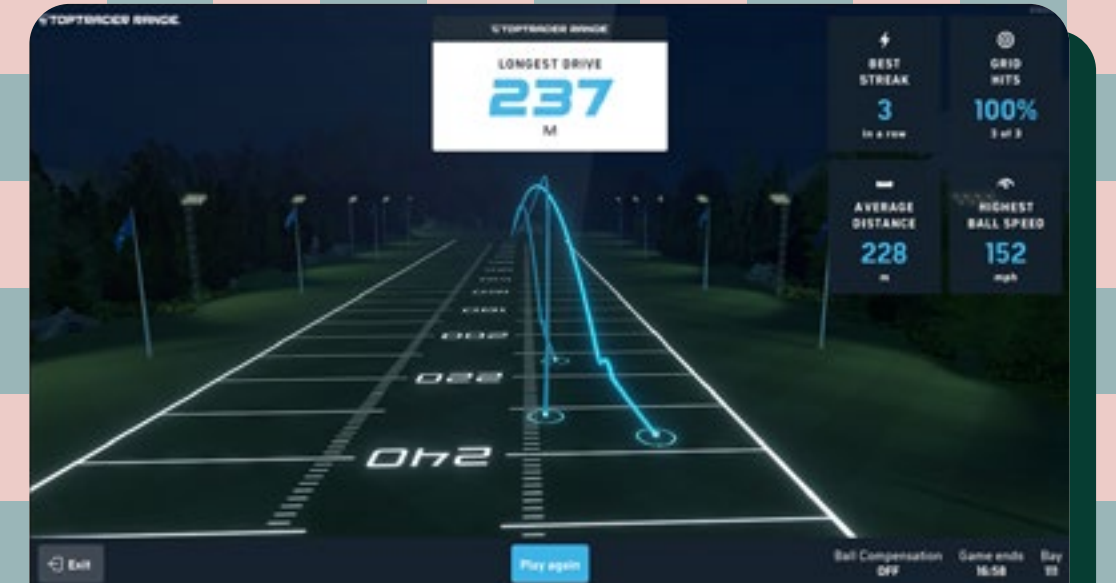 TOPTRACER RANGE
TOPTRACER RANGE
LONGEST DRIVE
237
M
BEST
STREAK
3
in a row
GRID
HITS
100%
3 of 3
AVERAGE
DISTANCE
228
m
HIGHEST
BALL SPEED
152
mph
200
220
240
Exit
Play again
Ball Compensation
OFF
Game ends
16:58
Bay
111